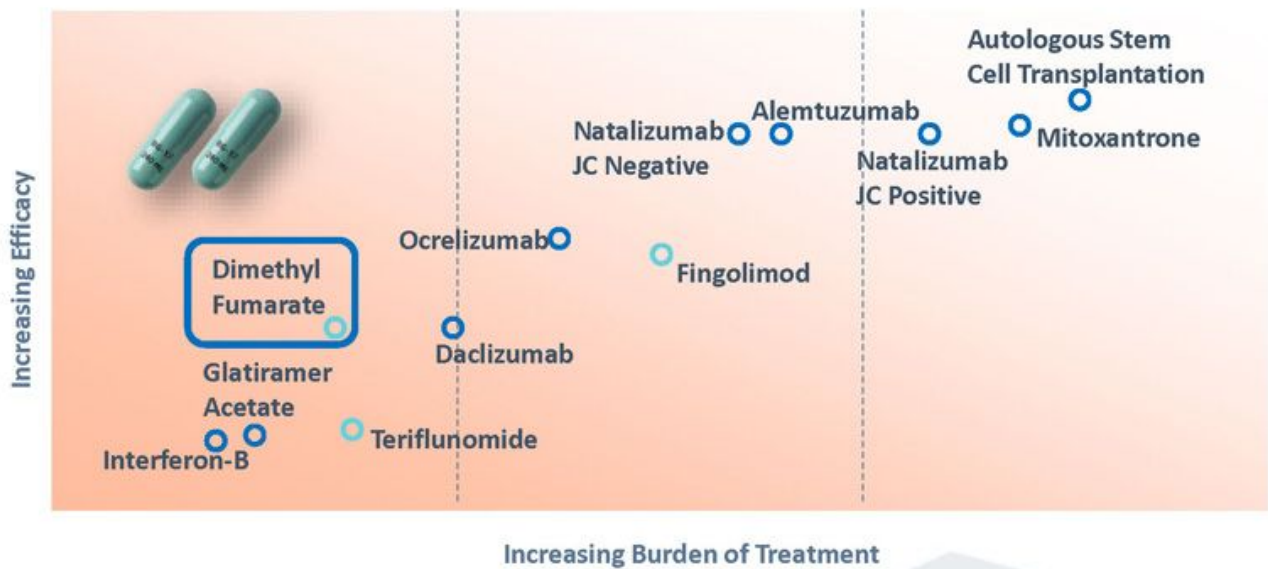 Autologous Stem
Cell Transplantation
Natalizumab
JC Negative
Alemtuzumab
Natalizumab
JC Positive
Mitoxantrone
Ocrelizumab
Fingolimod
Dimethyl
Fumarate
Daclizumab
Glatiramer
Acetate
Teriflunomide
Interferon-B
Increasing Efficacy
Increasing Burden of Treatment